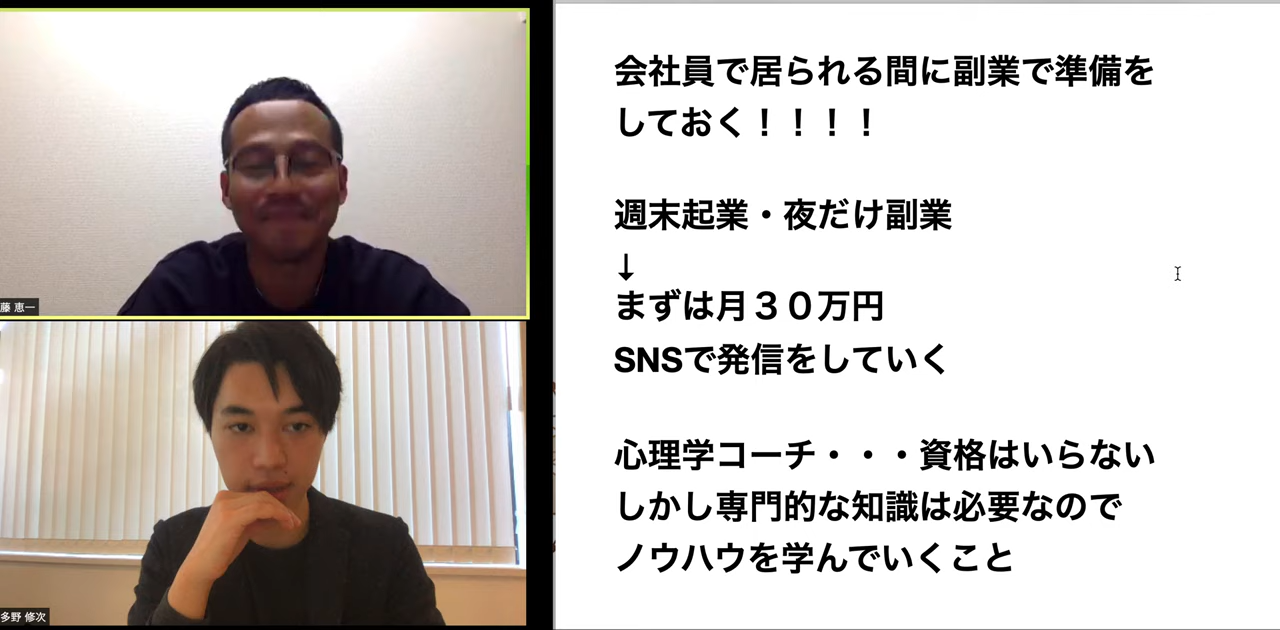 藤 恵一
多野 修次
会社員で居られる間に副業で準備を
しておく！！！！
週末起業・夜だけ副業
↓
まずは月３０万円
SNSで発信をしていく
心理学コーチ・・・資格はいらない
しかし専門的な知識は必要なので
ノウハウを学んでいくこと